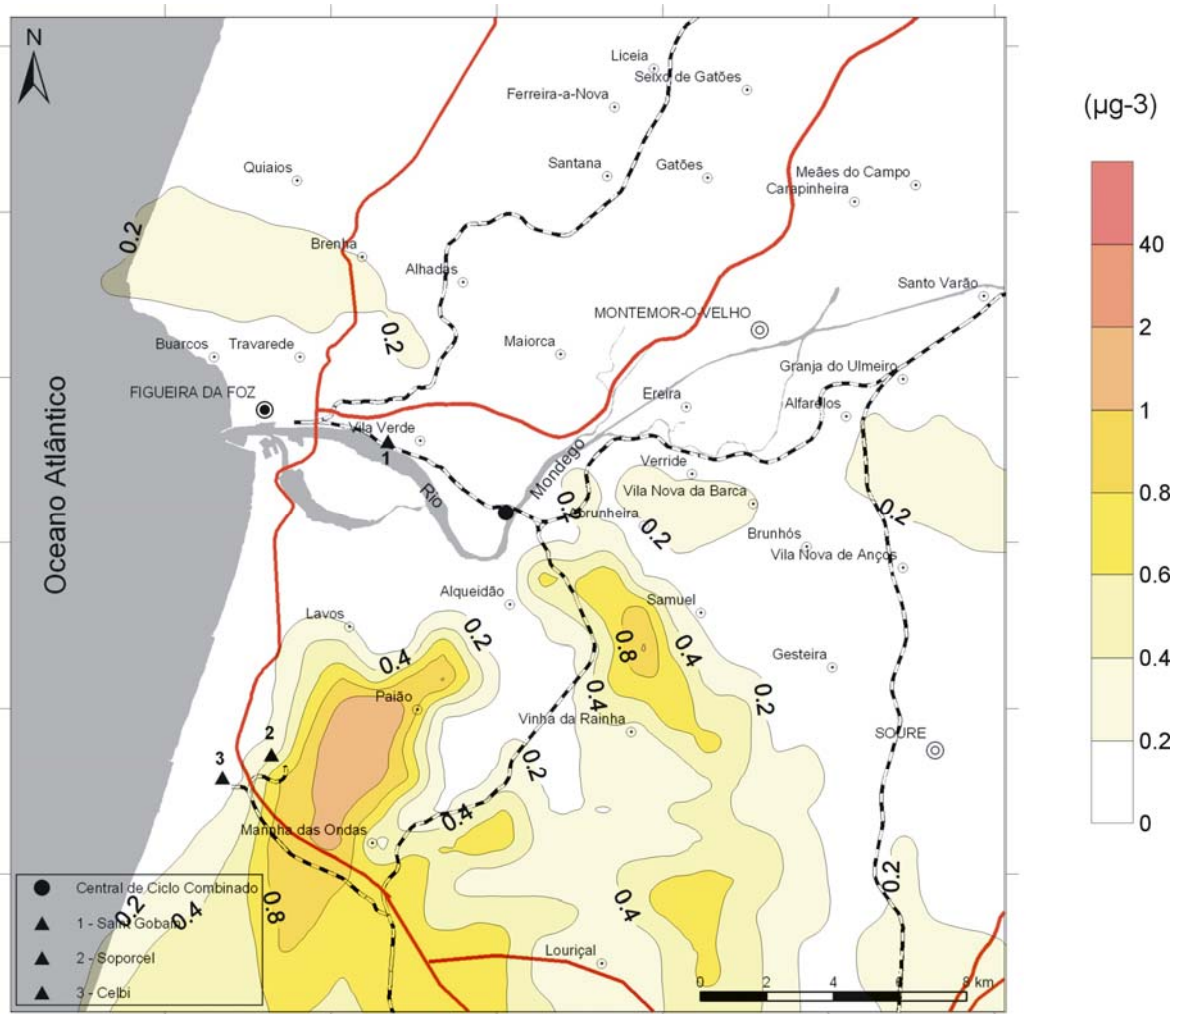 N
Liceia
Seixo de Gatões
(µg-3)
Ferreira-a-Nova
Santana
Gatões
Quiaios
Meães do Campo
Carapinheira
0.2
Brenha
40
Alhadas
Santo Varão
MONTEMOR-O-VELHO
2
0.2
Buarcos
Travarede
Maiorca
Granja do Ulmeiro
FIGUEIRA DA FOZ
Ereira
Alfarelos
1
Vila Verde
1
Oceano Atlântico
Rio
Mondego
Verride
Vila Nova da Barca
0.8
0.2
0.2
Brunhós
Vila Nova de Anços
0.6
Alqueidão
Samuel
Lavos
0.2
0.8
0.4
0.4
Gesteira
0.4
Paião
0.4
0.2
Vinha da Rainha
2
SOURE
0.2
3
0.2
0.4
Marinha das Ondas
0
0.2
Central de Ciclo Combinado
0.2
0.4
0.8
0.4
1 - Saint Gobain
2 - Soporcel
Louriçal
3 - Celbi
0 2 4 6 8 km